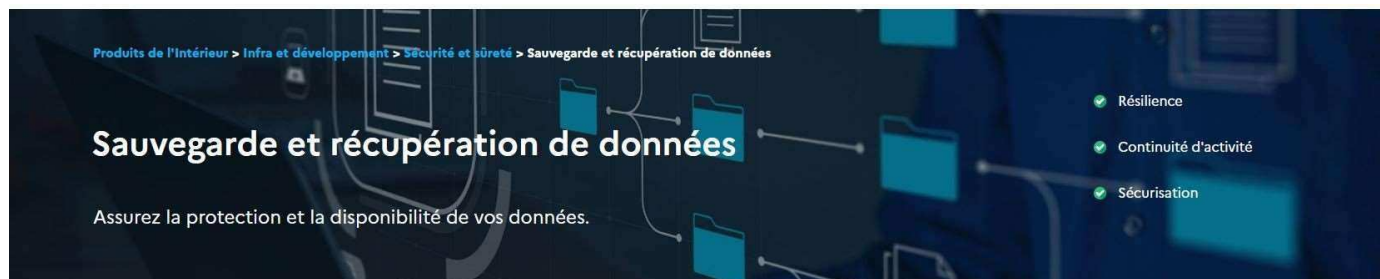 Produits de l'Intérieur > Infra et développement > Sécurité et sûreté > Sauvegarde et récupération de données
Sauvegarde et récupération de données
Assurez la protection et la disponibilité de vos données.
Résilience
Continuité d'activité
Sécurisation